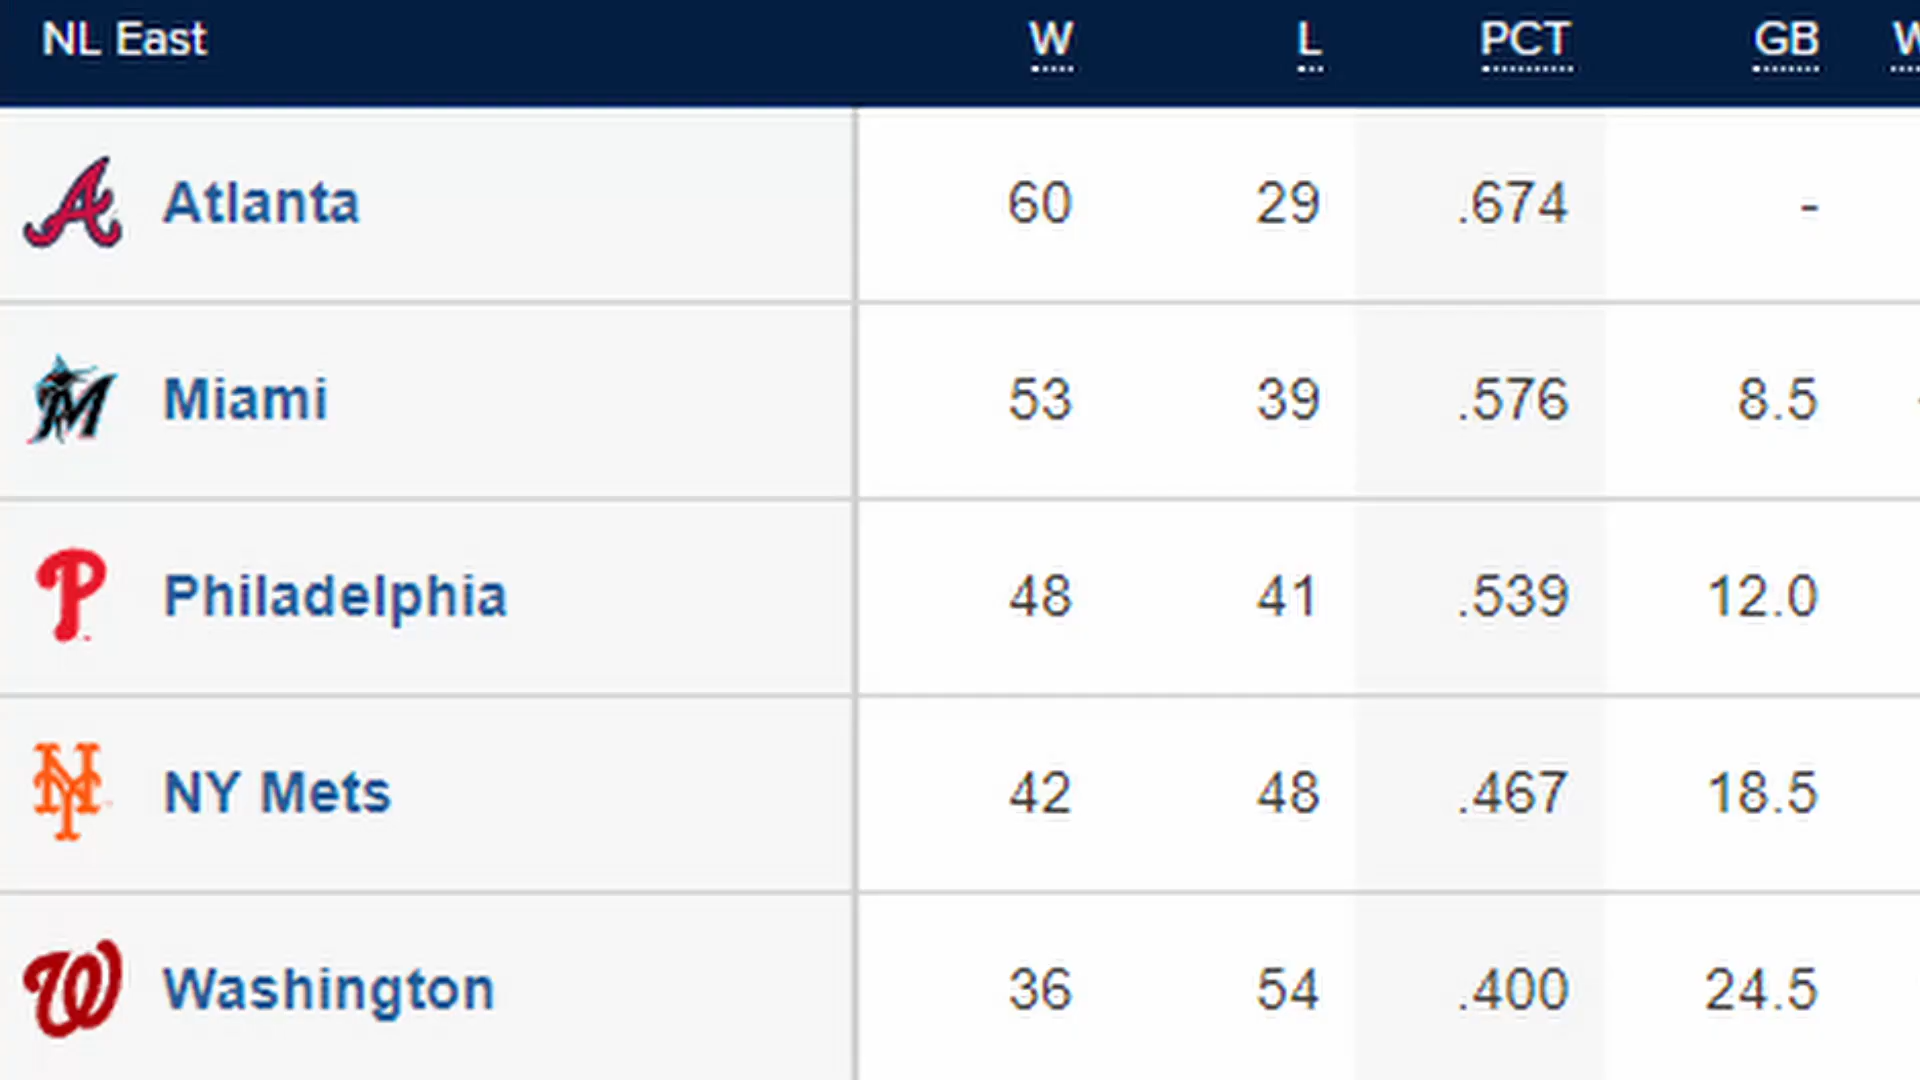 NL East W L PCT GB W
Atlanta 60 29 .674 -
Miami 53 39 .576 8.5
Philadelphia 48 41 .539 12.0
NY Mets 42 48 .467 18.5
Washington 36 54 .400 24.5